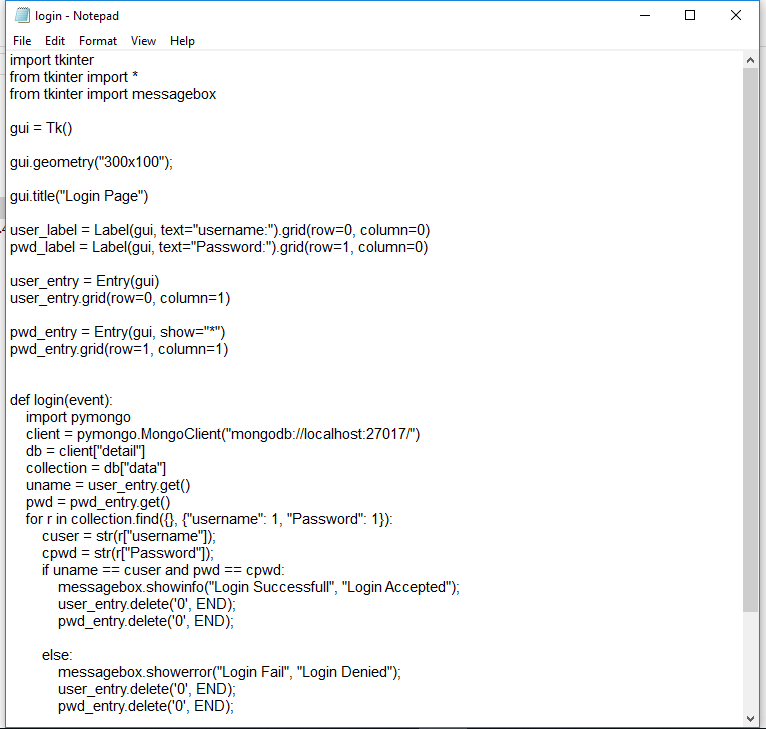 login - Notepad
File Edit Format View Help
import tkinter
from tkinter import *
from tkinter import messagebox
gui = Tk()
gui.geometry("300x100");
gui.title("Login Page")
user_label = Label(gui, text="username:").grid(row=0, column=0)
pwd_label = Label(gui, text="Password:").grid(row=1, column=0)
user_entry = Entry(gui)
user_entry.grid(row=0, column=1)
pwd_entry = Entry(gui, show="*")
pwd_entry.grid(row=1, column=1)
def login(event):
    import pymongo
    client = pymongo.MongoClient("mongodb://localhost:27017/")
    db = client["detail"]
    collection = db["data"]
    uname = user_entry.get()
    pwd = pwd_entry.get()
    for r in collection.find({}, {"username": 1, "Password": 1}):
        cuser = str(r["username"]);
        cpwd = str(r["Password"]);
        if uname == cuser and pwd == cpwd:
            messagebox.showinfo("Login Successfull", "Login Accepted");
            user_entry.delete('0', END);
            pwd_entry.delete('0', END);
        else:
            messagebox.showerror("Login Fail", "Login Denied");
            user_entry.delete('0', END);
            pwd_entry.delete('0', END);